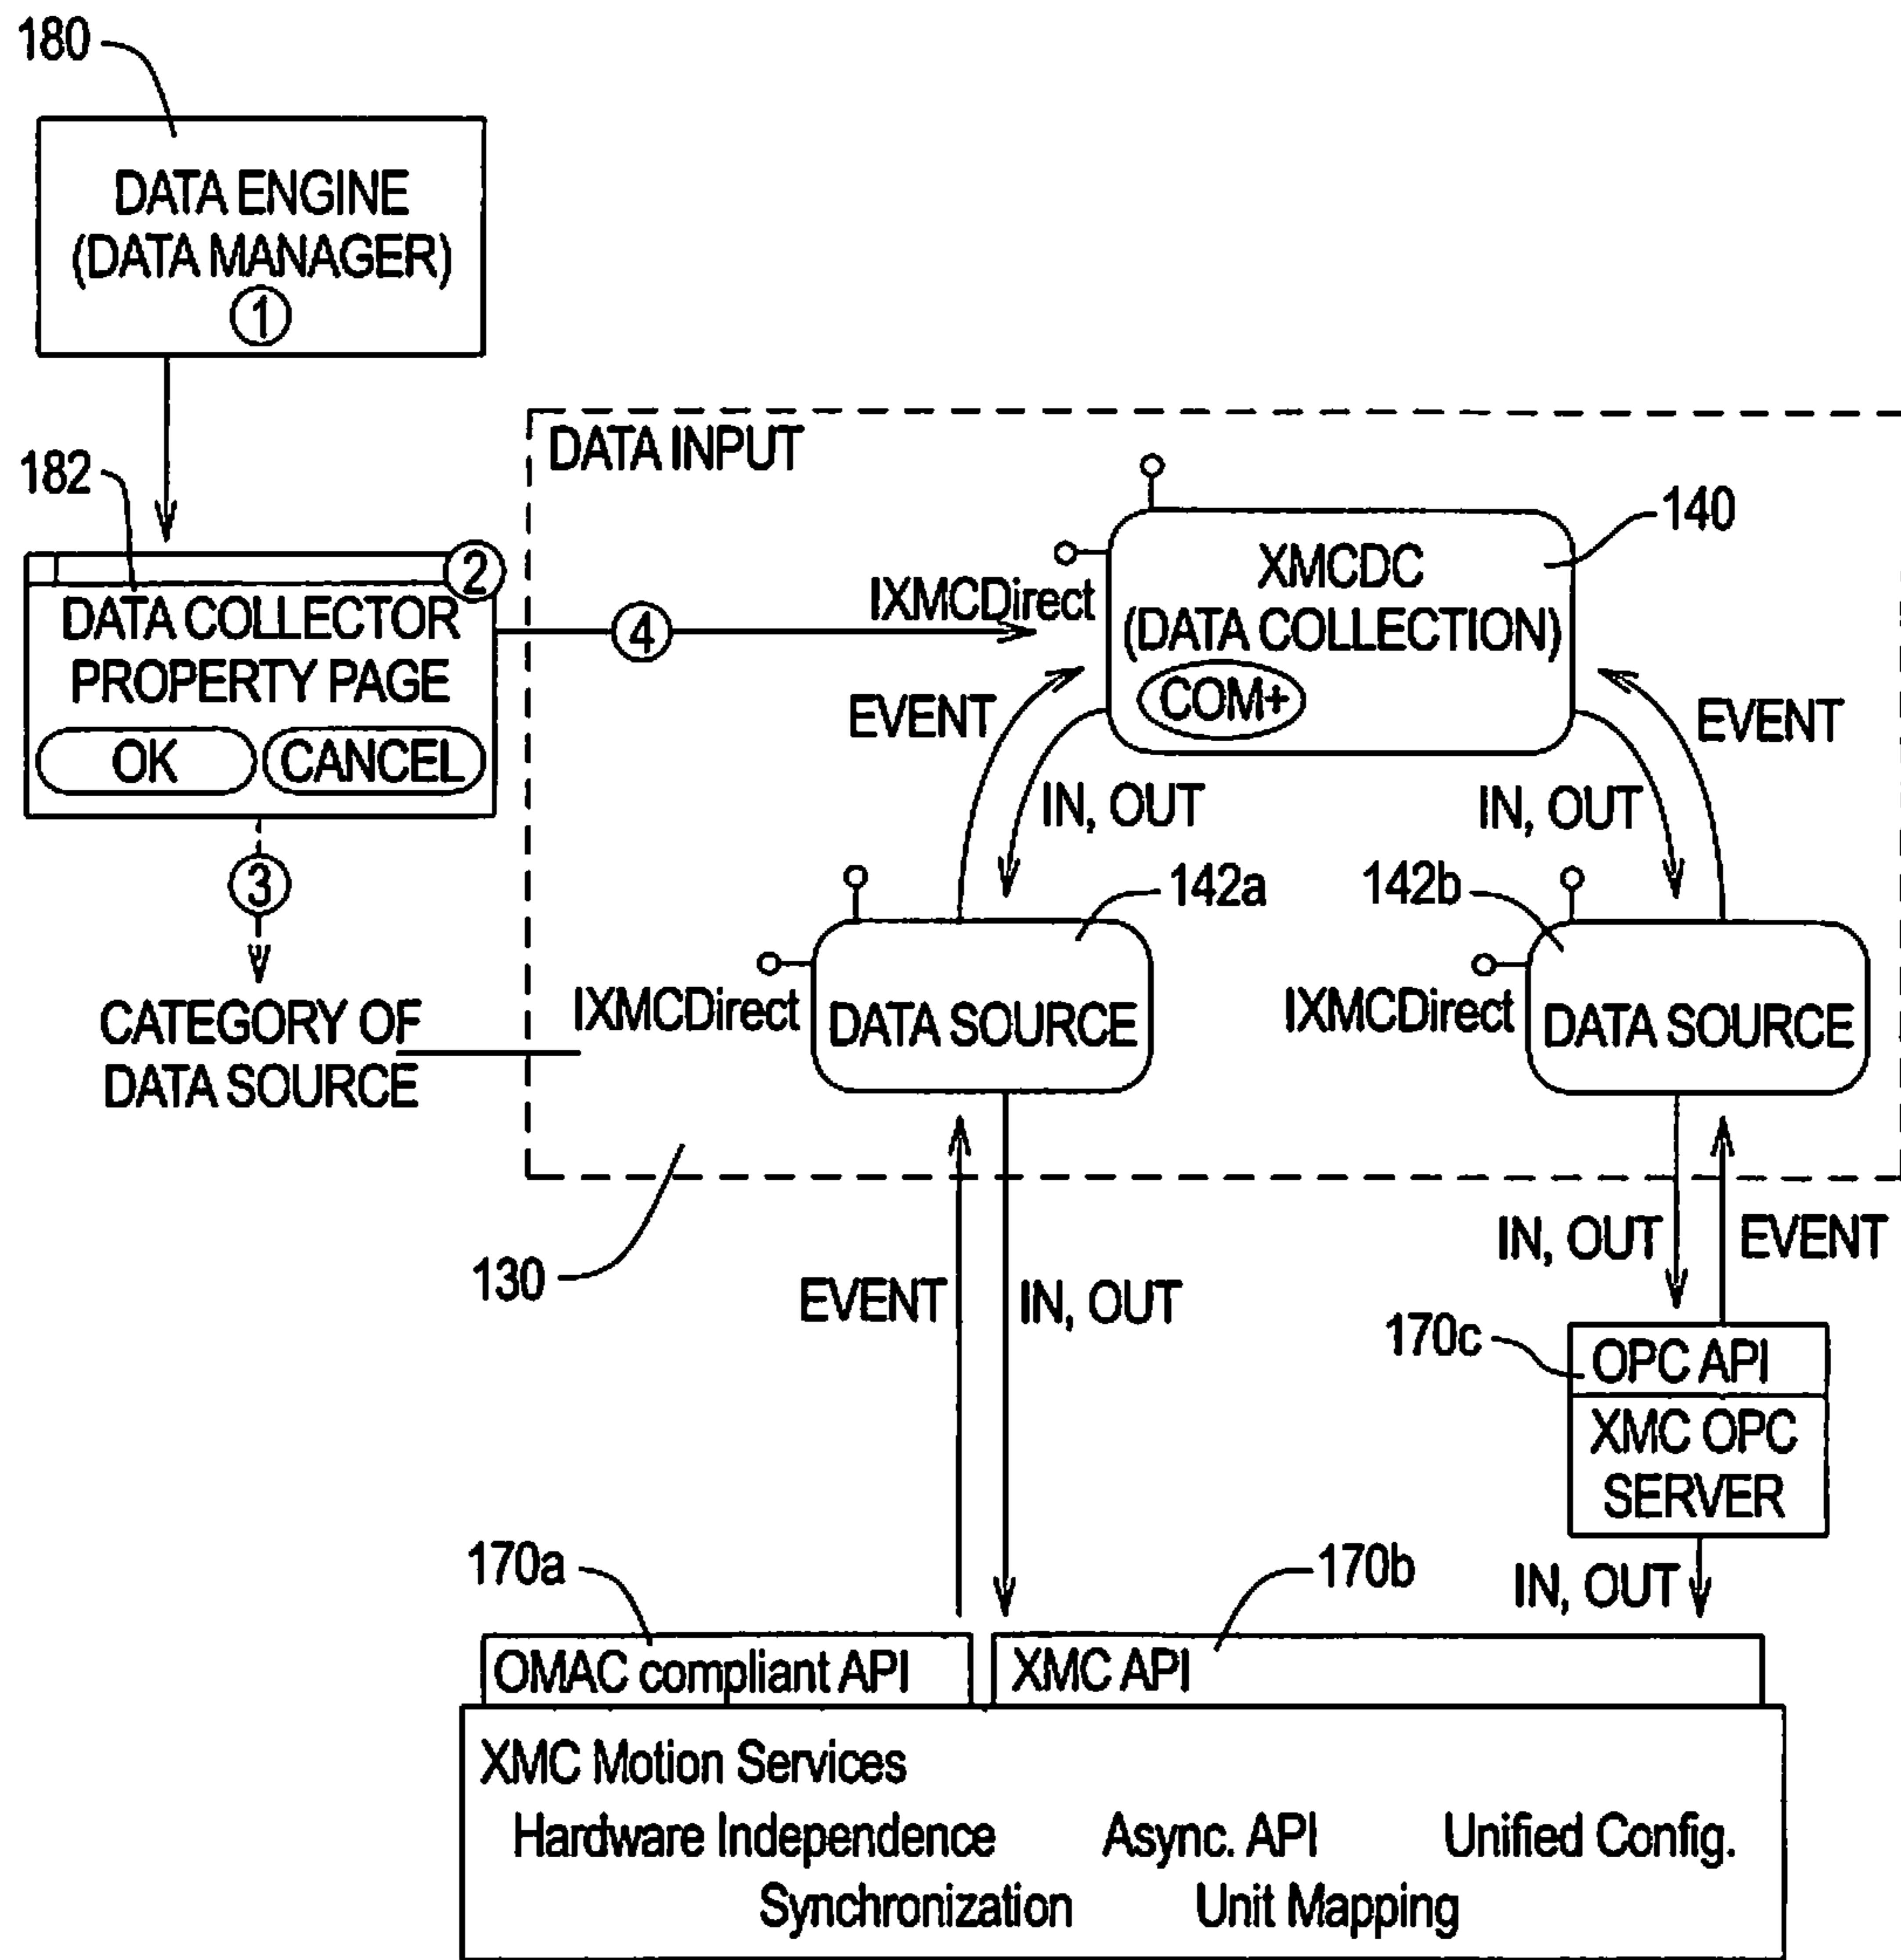 180
DATA ENGINE
(DATA MANAGER)
1
182
2
DATA COLLECTOR
PROPERTY PAGE
OK
CANCEL
3
CATEGORY OF
DATA SOURCE
4
DATA INPUT
140
IXMCDirect
XMCDC
(DATA COLLECTION)
COM+
EVENT
IN, OUT
EVENT
IN, OUT
142a
IXMCDirect
DATA SOURCE
142b
IXMCDirect
DATA SOURCE
130
EVENT
IN, OUT
IN, OUT
EVENT
170c
OPC API
XMC OPC
SERVER
IN, OUT
170a
170b
OMAC compliant API
XMC API
XMC Motion Services
Hardware Independence Async. API Unified Config.
Synchronization Unit Mapping